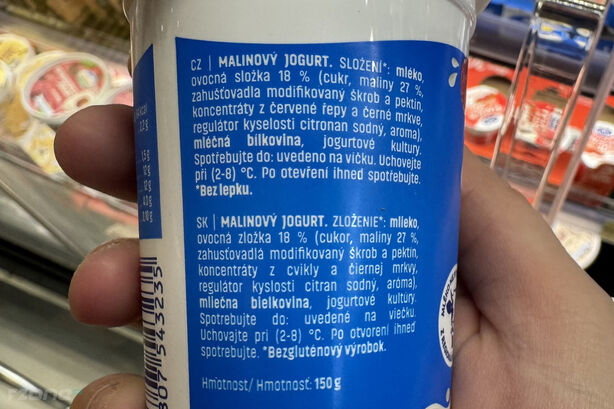 CZ | MALINOVÝ JOGURT. SLOŽENÍ*: mléko,
ovocná složka 18 % (cukr, maliny 27 %,
zahušťovadla modifikovaný škrob a pektin,
koncentráty z červené řepy a černé mrkve,
regulátor kyselosti citronan sodný, aroma),
mléčná bílkovina, jogurtové kultury.
Spotřebujte do: uvedeno na víčku. Uchovejte
při (2-8) °C. Po otevření ihned spotřebujte.
*Bez lepku.
SK | MALINOVÝ JOGURT. ZLOŽENIE*: mlieko,
ovocná zložka 18 % (cukor, maliny 27 %,
zahusťovadlá modifikovaný škrob a pektín,
koncentráty z cvikly a čiernej mrkvy,
regulátor kyslosti citran sodný, aróma),
mliečna bielkovina, jogurtové kultúry.
Spotrebujte do: uvedené na viečku.
Uchovajte pri (2-8) °C. Po otvorení ihneď
spotrebujte. *Bezgluténový výrobok.
Hmotnost/ Hmotnosť: 150 g
807 543235